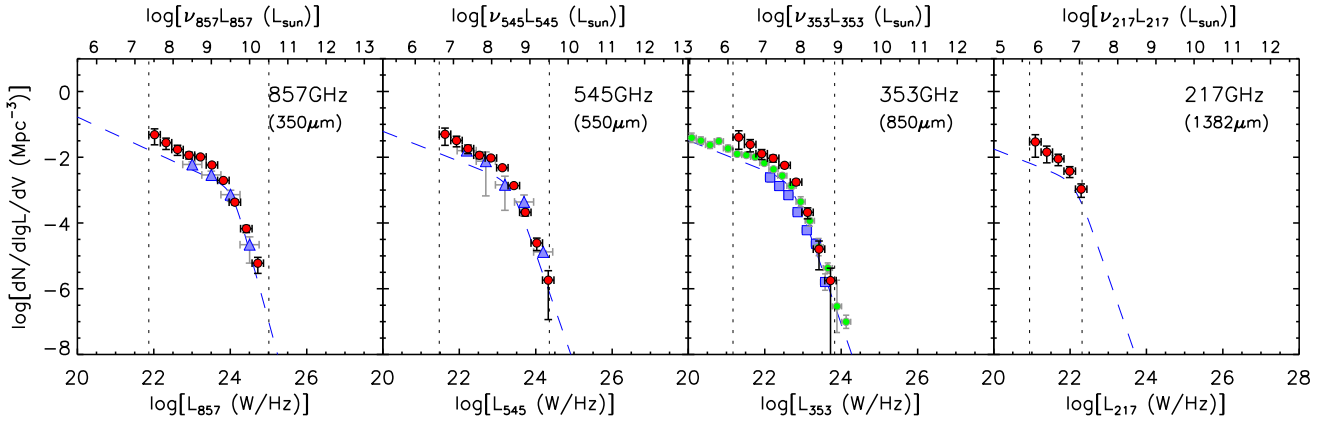 log[ν857L857 (Lsun)] log[ν545L545 (Lsun)] log[ν353L353 (Lsun)] log[ν217L217 (Lsun)]
6 7 8 9 10 11 12 13 6 7 8 9 10 11 12 13 6 7 8 9 10 11 12 5 6 7 8 9 10 11 12
log[dN/dlgL/dV (Mpc−3)]
0
−2
−4
−6
−8
857GHz
(350μm)
545GHz
(550μm)
353GHz
(850μm)
217GHz
(1382μm)
20 22 24 26 20 22 24 26 20 22 24 26 20 22 24 26 28
log[L857 (W/Hz)] log[L545 (W/Hz)] log[L353 (W/Hz)] log[L217 (W/Hz)]